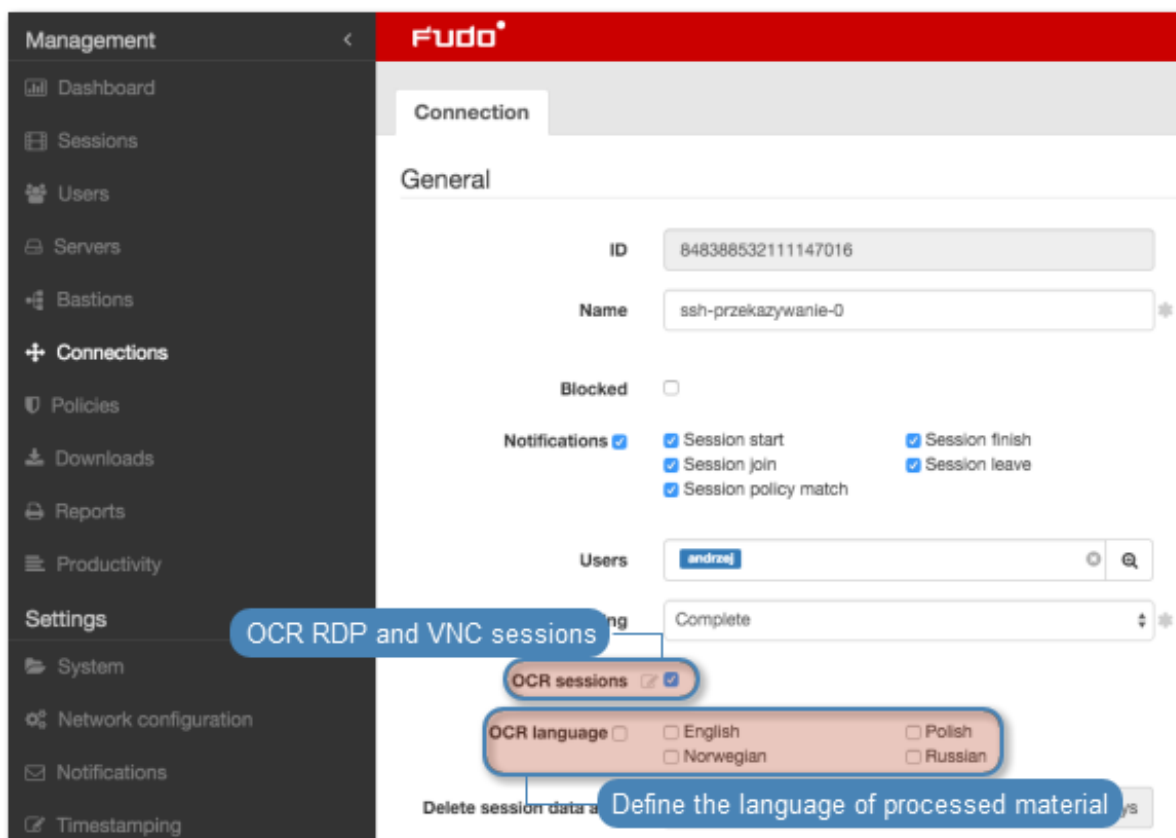 Management
Fudo
Dashboard
Connection
Sessions
General
Users
Servers
ID 848388532111147016
Bastions
Name ssh-przekazywanie-0
Connections
Blocked
Policies
Notifications Session start Session finish
Downloads
Session join Session leave
Session policy match
Reports
Productivity
Users andrzej
Settings
Complete
OCR RDP and VNC sessions
System
OCR sessions
Network configuration
OCR language English Polish
Norwegian Russian
Notifications
Delete session data
Define the language of processed material
Timestamping